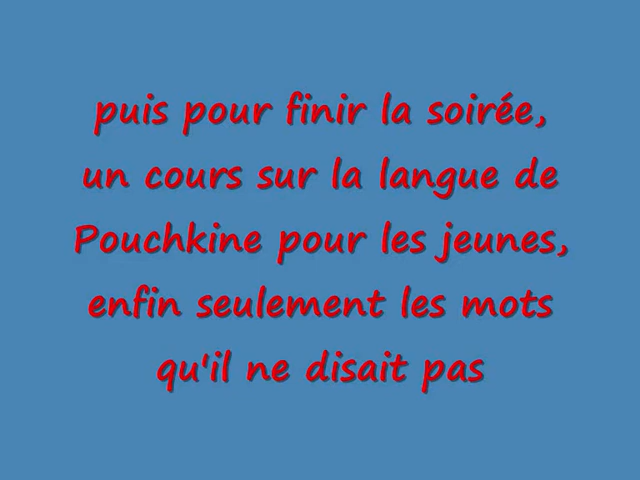 puis pour finir la soirée,
un cours sur la langue de
Pouchkine pour les jeunes,
enfin seulement les mots
qu'il ne disait pas